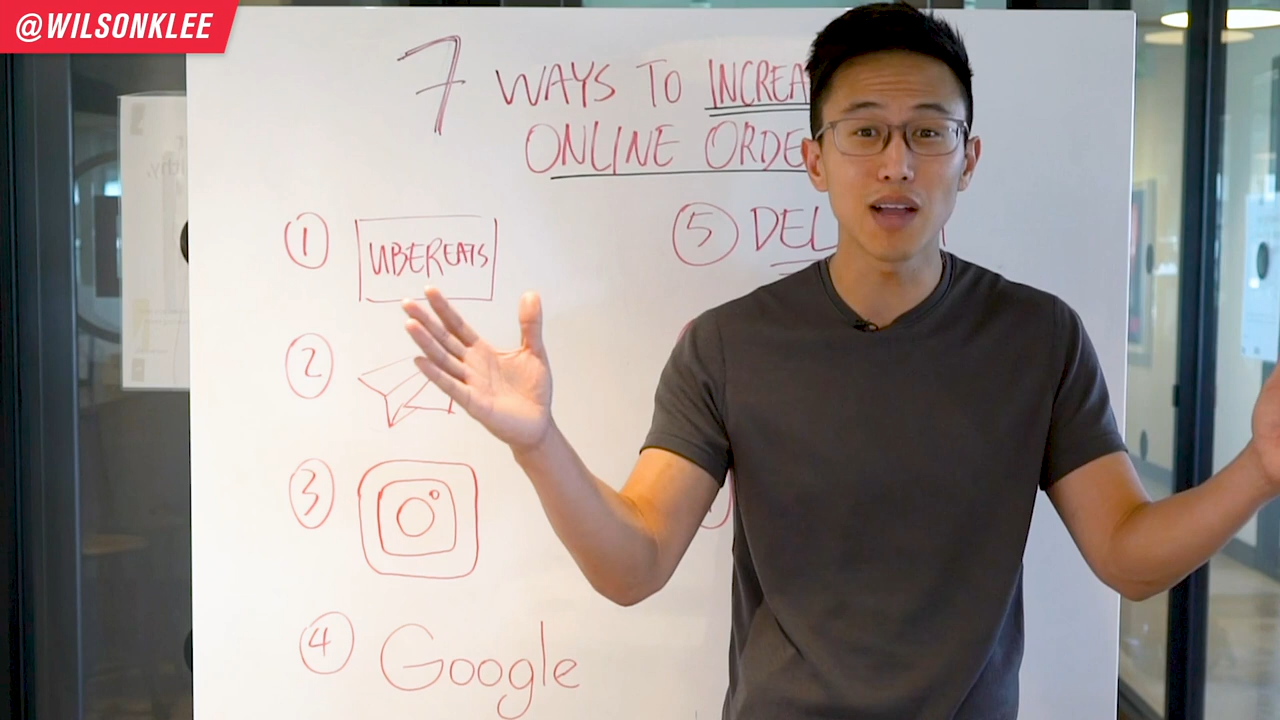 @WILSONKLEE
7 WAYS TO INCREA
ONLINE ORDE
1 UBEREATS
2
3
4 Google
5 DEL